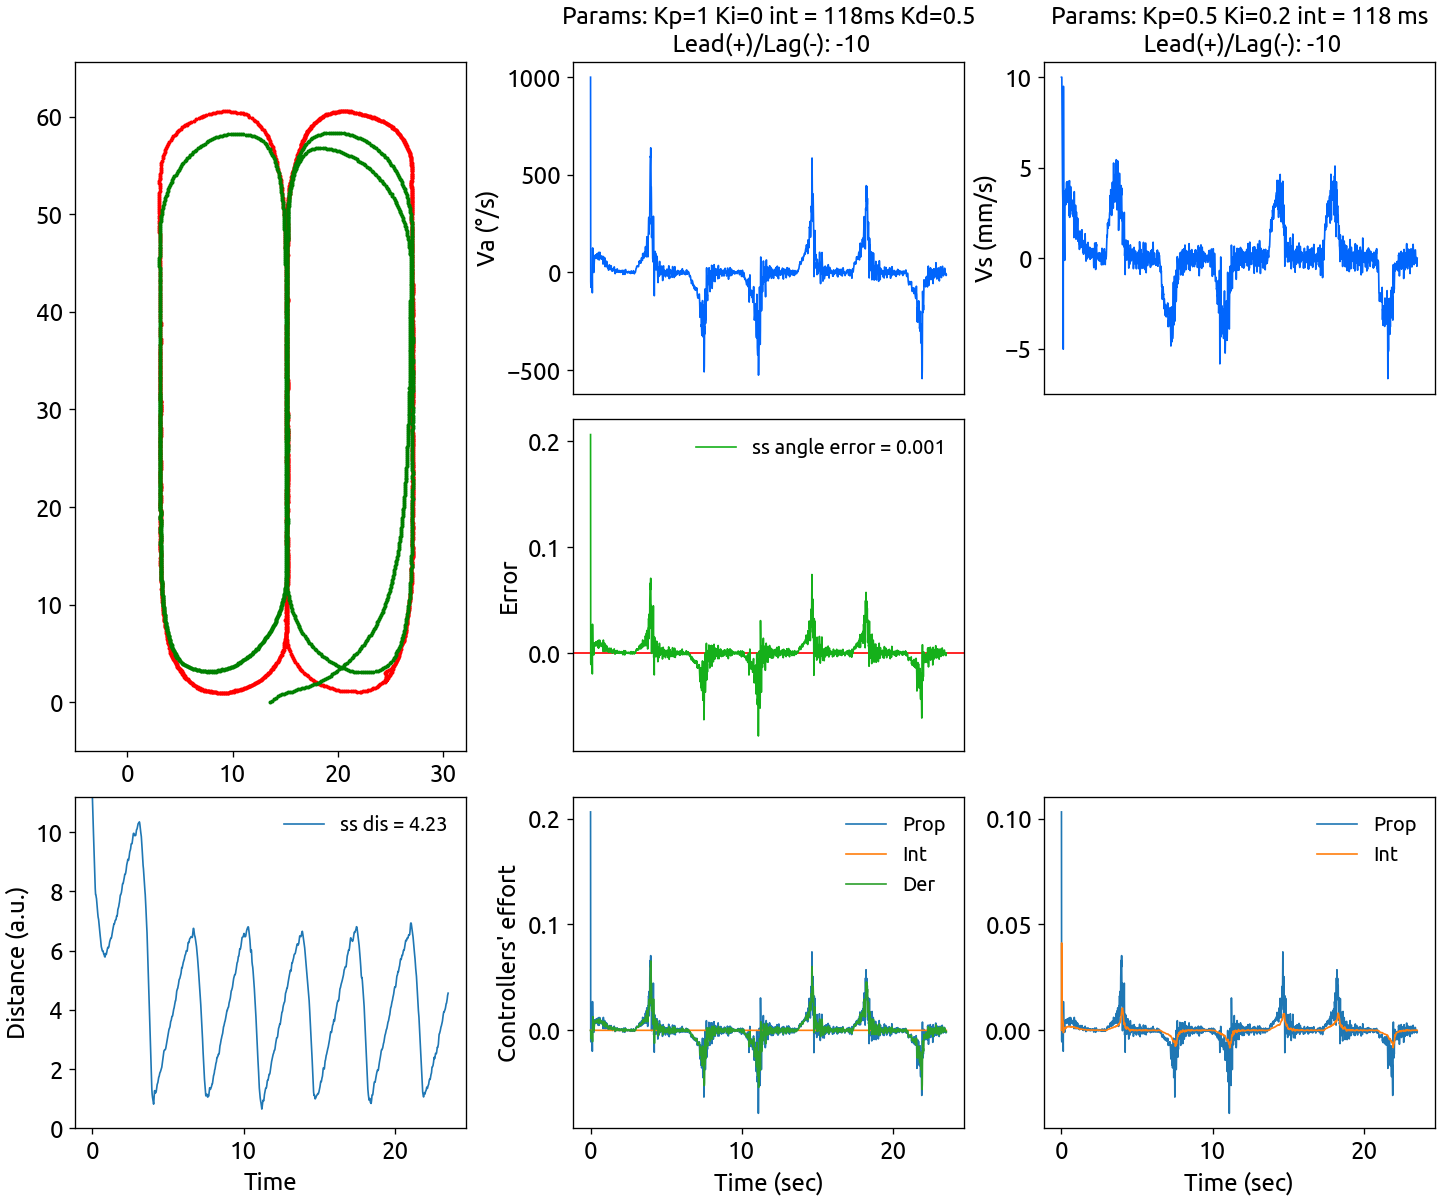 Params: Kp=1 Ki=0 int = 118ms Kd=0.5
Lead(+)/Lag(-): -10
Params: Kp=0.5 Ki=0.2 int = 118 ms
Lead(+)/Lag(-): -10
60
50
40
30
20
10
0
0 10 20 30
Va (°/s)
1000
500
0
−500
Vs (mm/s)
10
5
0
−5
Error
0.2
0.1
0.0
ss angle error = 0.001
Distance (a.u.)
10
8
6
4
2
0
ss dis = 4.23
0 10 20
Time
Controllers' effort
0.2
0.1
0.0
Prop
Int
Der
0 10 20
Time (sec)
0.10
0.05
0.00
Prop
Int
0 10 20
Time (sec)